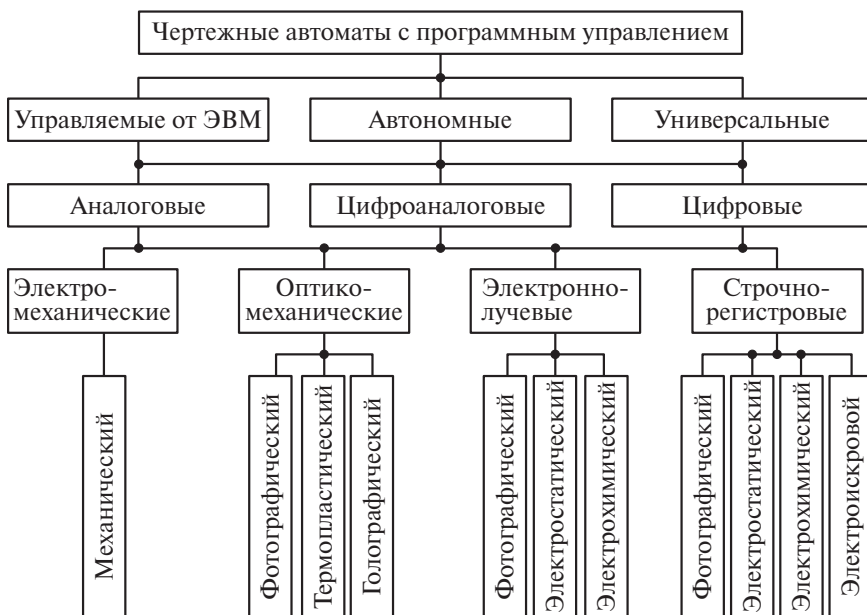 Чертежные автоматы с программным управлением
Управляемые от ЭВМ
Автономные
Универсальные
Аналоговые
Цифроаналоговые
Цифровые
Электро-
механические
Оптико-
механические
Электронно-
лучевые
Строчно-
регистровые
Механический
Фотографический
Термопластический
Голографический
Фотографический
Электростатический
Электрохимический
Фотографический
Электростатический
Электрохимический
Электроискровой